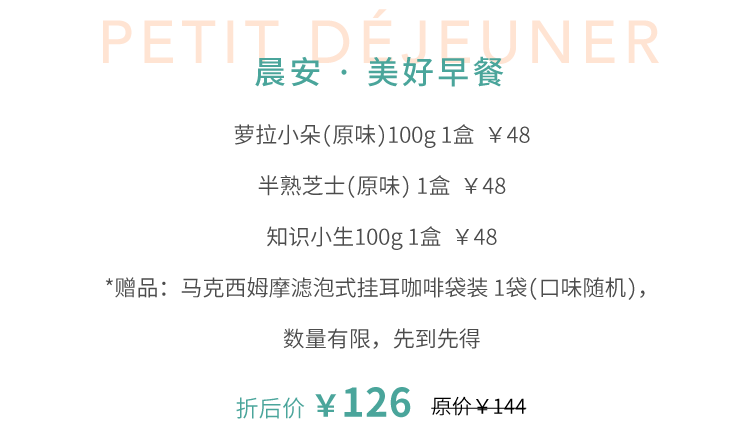 PETIT DÉJEUNER
晨安 · 美好早餐
萝拉小朵(原味)100g 1盒 ￥48
半熟芝士(原味) 1盒 ￥48
知识小生100g 1盒 ￥48
*赠品：马克西姆摩滤泡式挂耳咖啡袋装 1袋(口味随机)，
数量有限，先到先得
折后价 ￥126 原价￥144